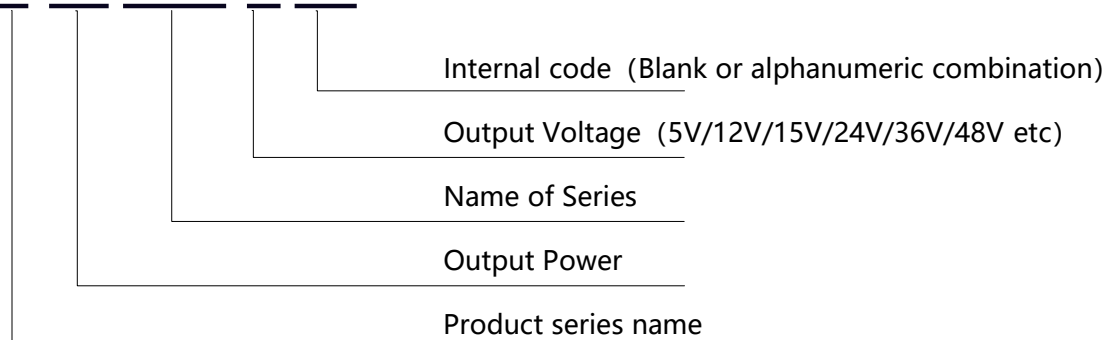 Internal code（Blank or alphanumeric combination）
Output Voltage（5V/12V/15V/24V/36V/48V etc）
Name of Series
Output Power
Product series name